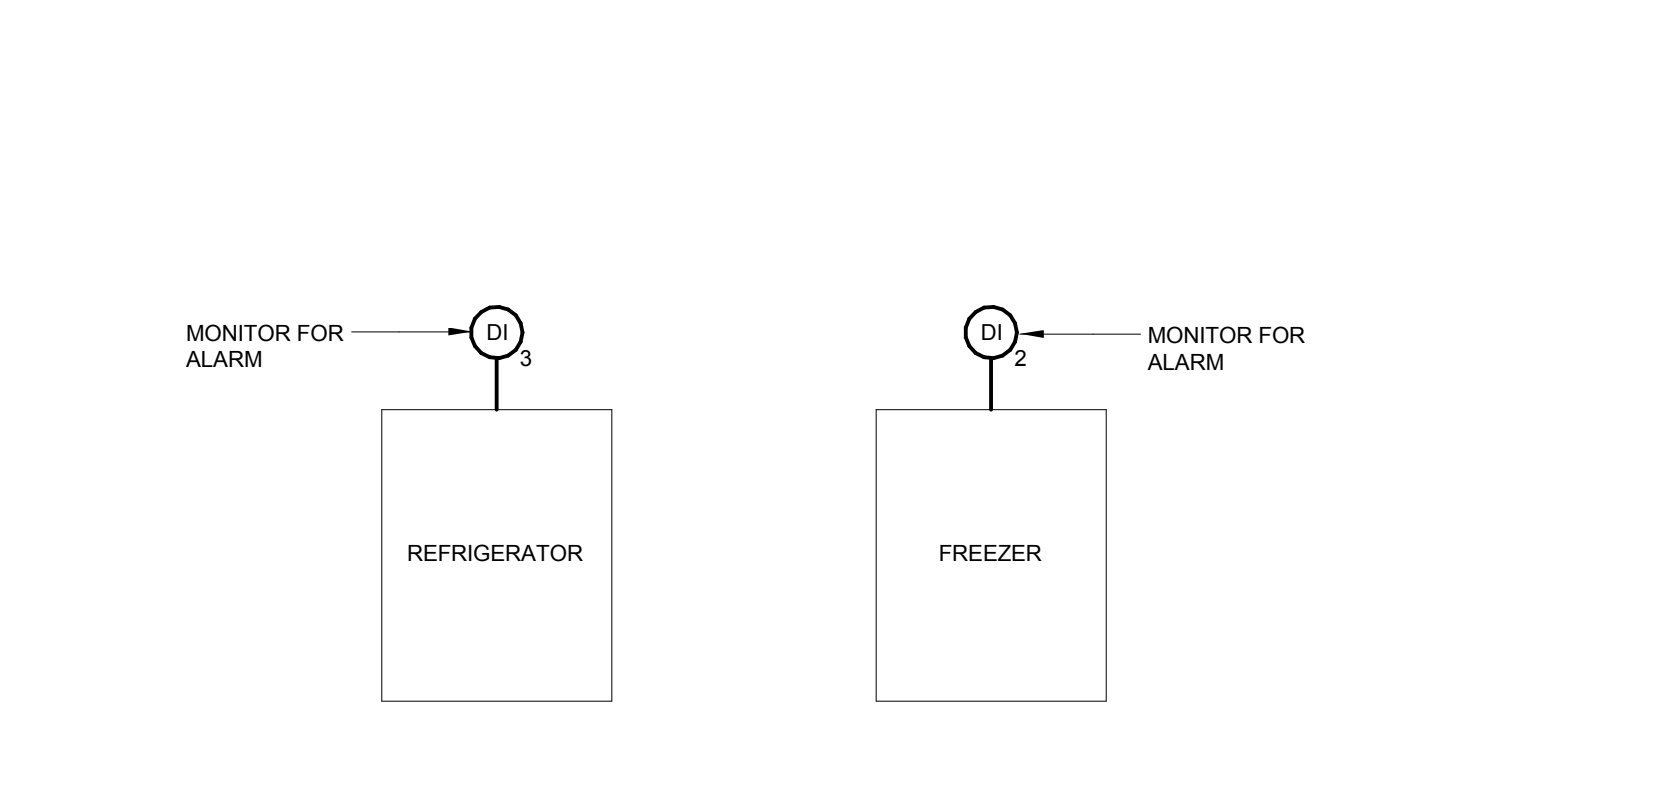 MONITOR FOR
ALARM
DI
3
DI
2
MONITOR FOR
ALARM
REFRIGERATOR
FREEZER